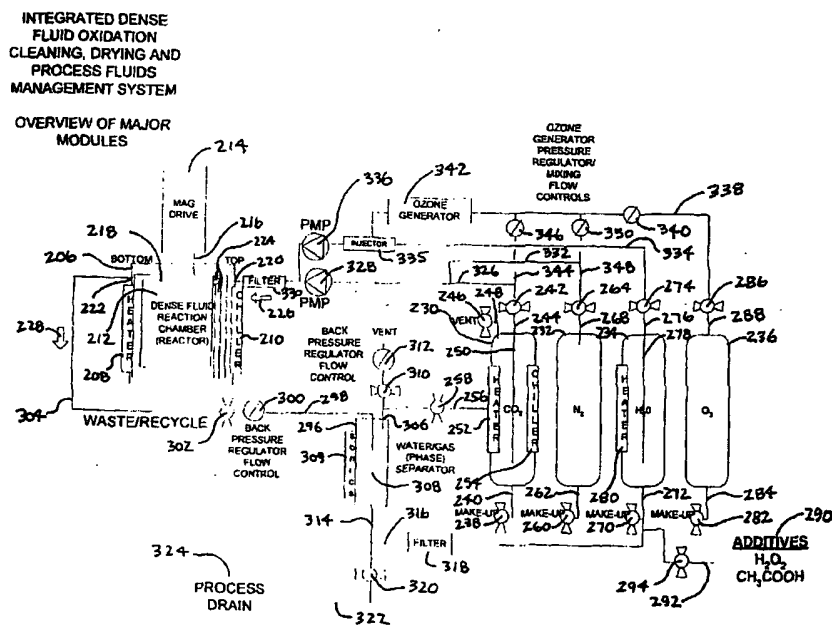 INTEGRATED DENSE
FLUID OXIDATION
CLEANING, DRYING AND
PROCESS FLUIDS
MANAGEMENT SYSTEM
OVERVIEW OF MAJOR
MODULES
214
MAG
DRIVE
218
216
206
BOTTOM
224
TOP
220
222
HEATER
212
DENSE FLUID
REACTION
CHAMBER
(REACTOR)
208
CHILLER
210
FILTER
330
226
228
304
WASTE/RECYCLE
302
300
298
BACK
PRESSURE
REGULATOR
FLOW
CONTROL
336
PMP
PMP
328
INJECTOR
335
342
OZONE
GENERATOR
OZONE
GENERATOR
PRESSURE
REGULATOR/
MIXING
FLOW
CONTROLS
338
340
346
350
332
334
326
344
348
230
246
248
VENT
242
264
274
286
244
268
276
288
250
232
234
278
236
BACK
PRESSURE
REGULATOR FLOW
CONTROL
VENT
312
310
258
256
252
HEATER
CO2
CHILLER
254
N2
HEATER
280
H2O
O3
296
306
309
SONICS
WATER/GAS
(PHASE)
SEPARATOR
308
240
262
272
284
MAKE-UP
238
MAKE-UP
260
MAKE-UP
270
MAKE-UP
282
314
316
FILTER
318
320
322
324
PROCESS
DRAIN
290
ADDITIVES
H2O2
CH3COOH
294
292